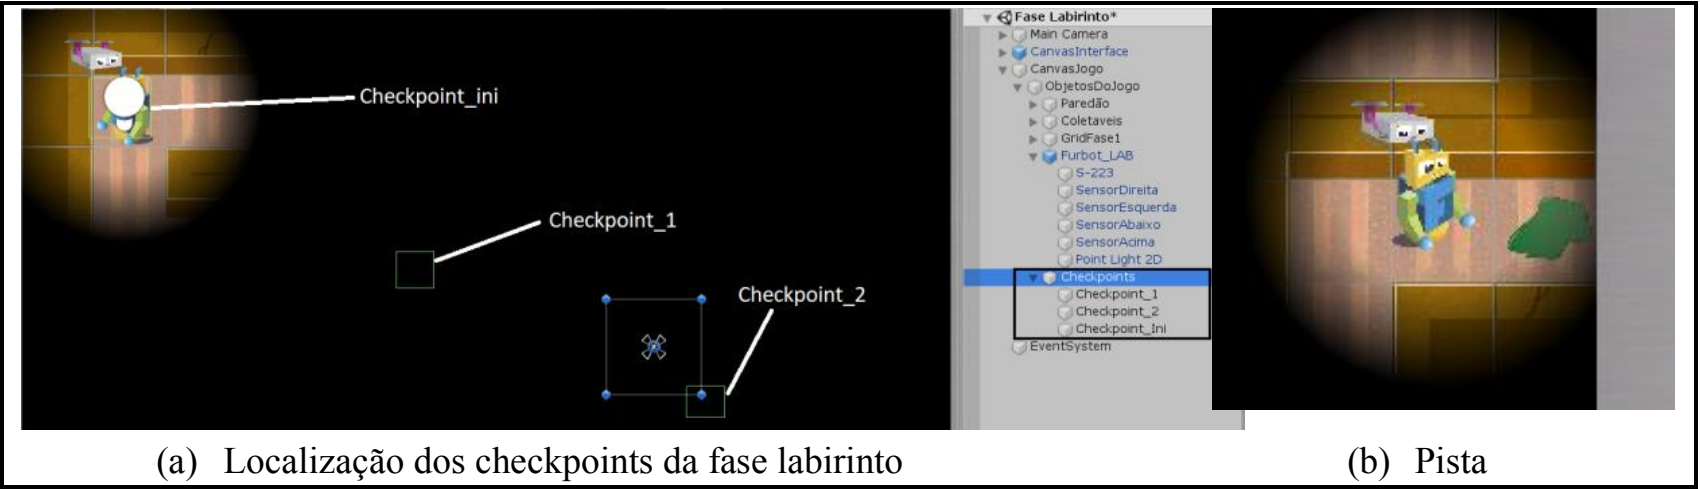 Checkpoint_ini
Checkpoint_1
Checkpoint_2
Fase Labirinto*
Main Camera
CanvasInterface
CanvasJogo
ObjetosDoJogo
Paredão
Coletaveis
GridFase1
Furbot_LAB
S-223
SensorDireita
SensorEsquerda
SensorAbaixo
SensorAcima
Point Light 2D
Checkpoints
Checkpoint_1
Checkpoint_2
Checkpoint_Ini
EventSystem
(a) Localização dos checkpoints da fase labirinto
(b) Pista